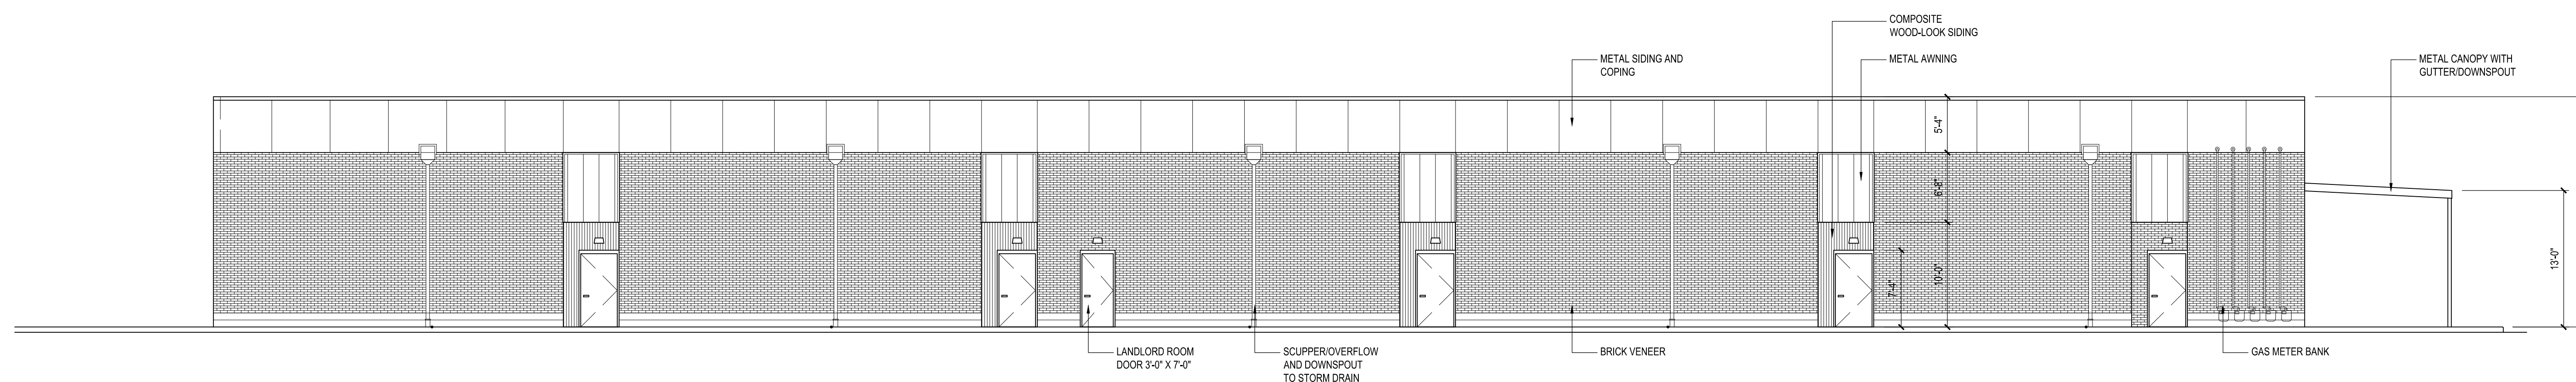 COMPOSITE
WOOD-LOOK SIDING
METAL SIDING AND
COPING
METAL AWNING
METAL CANOPY WITH
GUTTER/DOWNSPOUT
5'-4"
6'-8"
7'-4"
10'-0"
13'-0"
LANDLORD ROOM
DOOR 3'-0" X 7'-0"
SCUPPER/OVERFLOW
AND DOWNSPOUT
TO STORM DRAIN
BRICK VENEER
GAS METER BANK